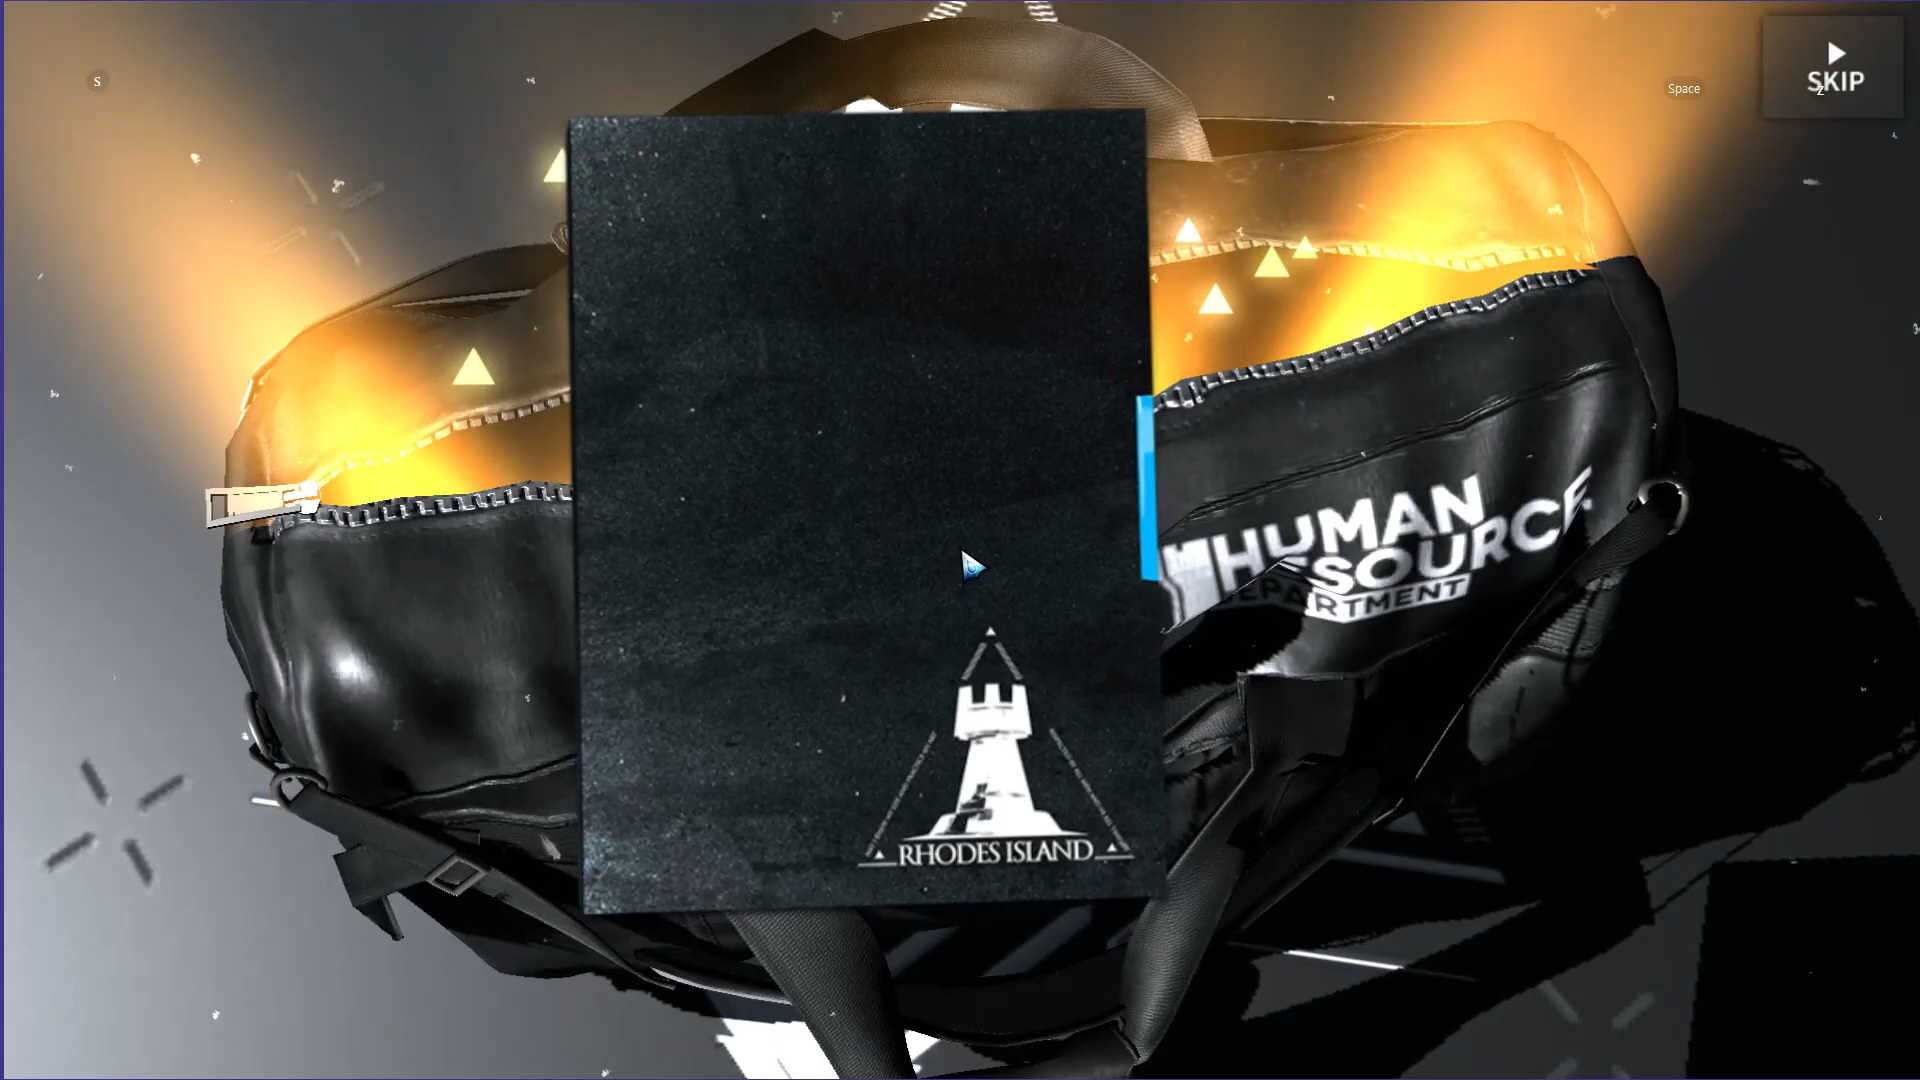 S
Space
SKIP
Z
HUMAN
RESOURCE
DEPARTMENT
RHODES ISLAND